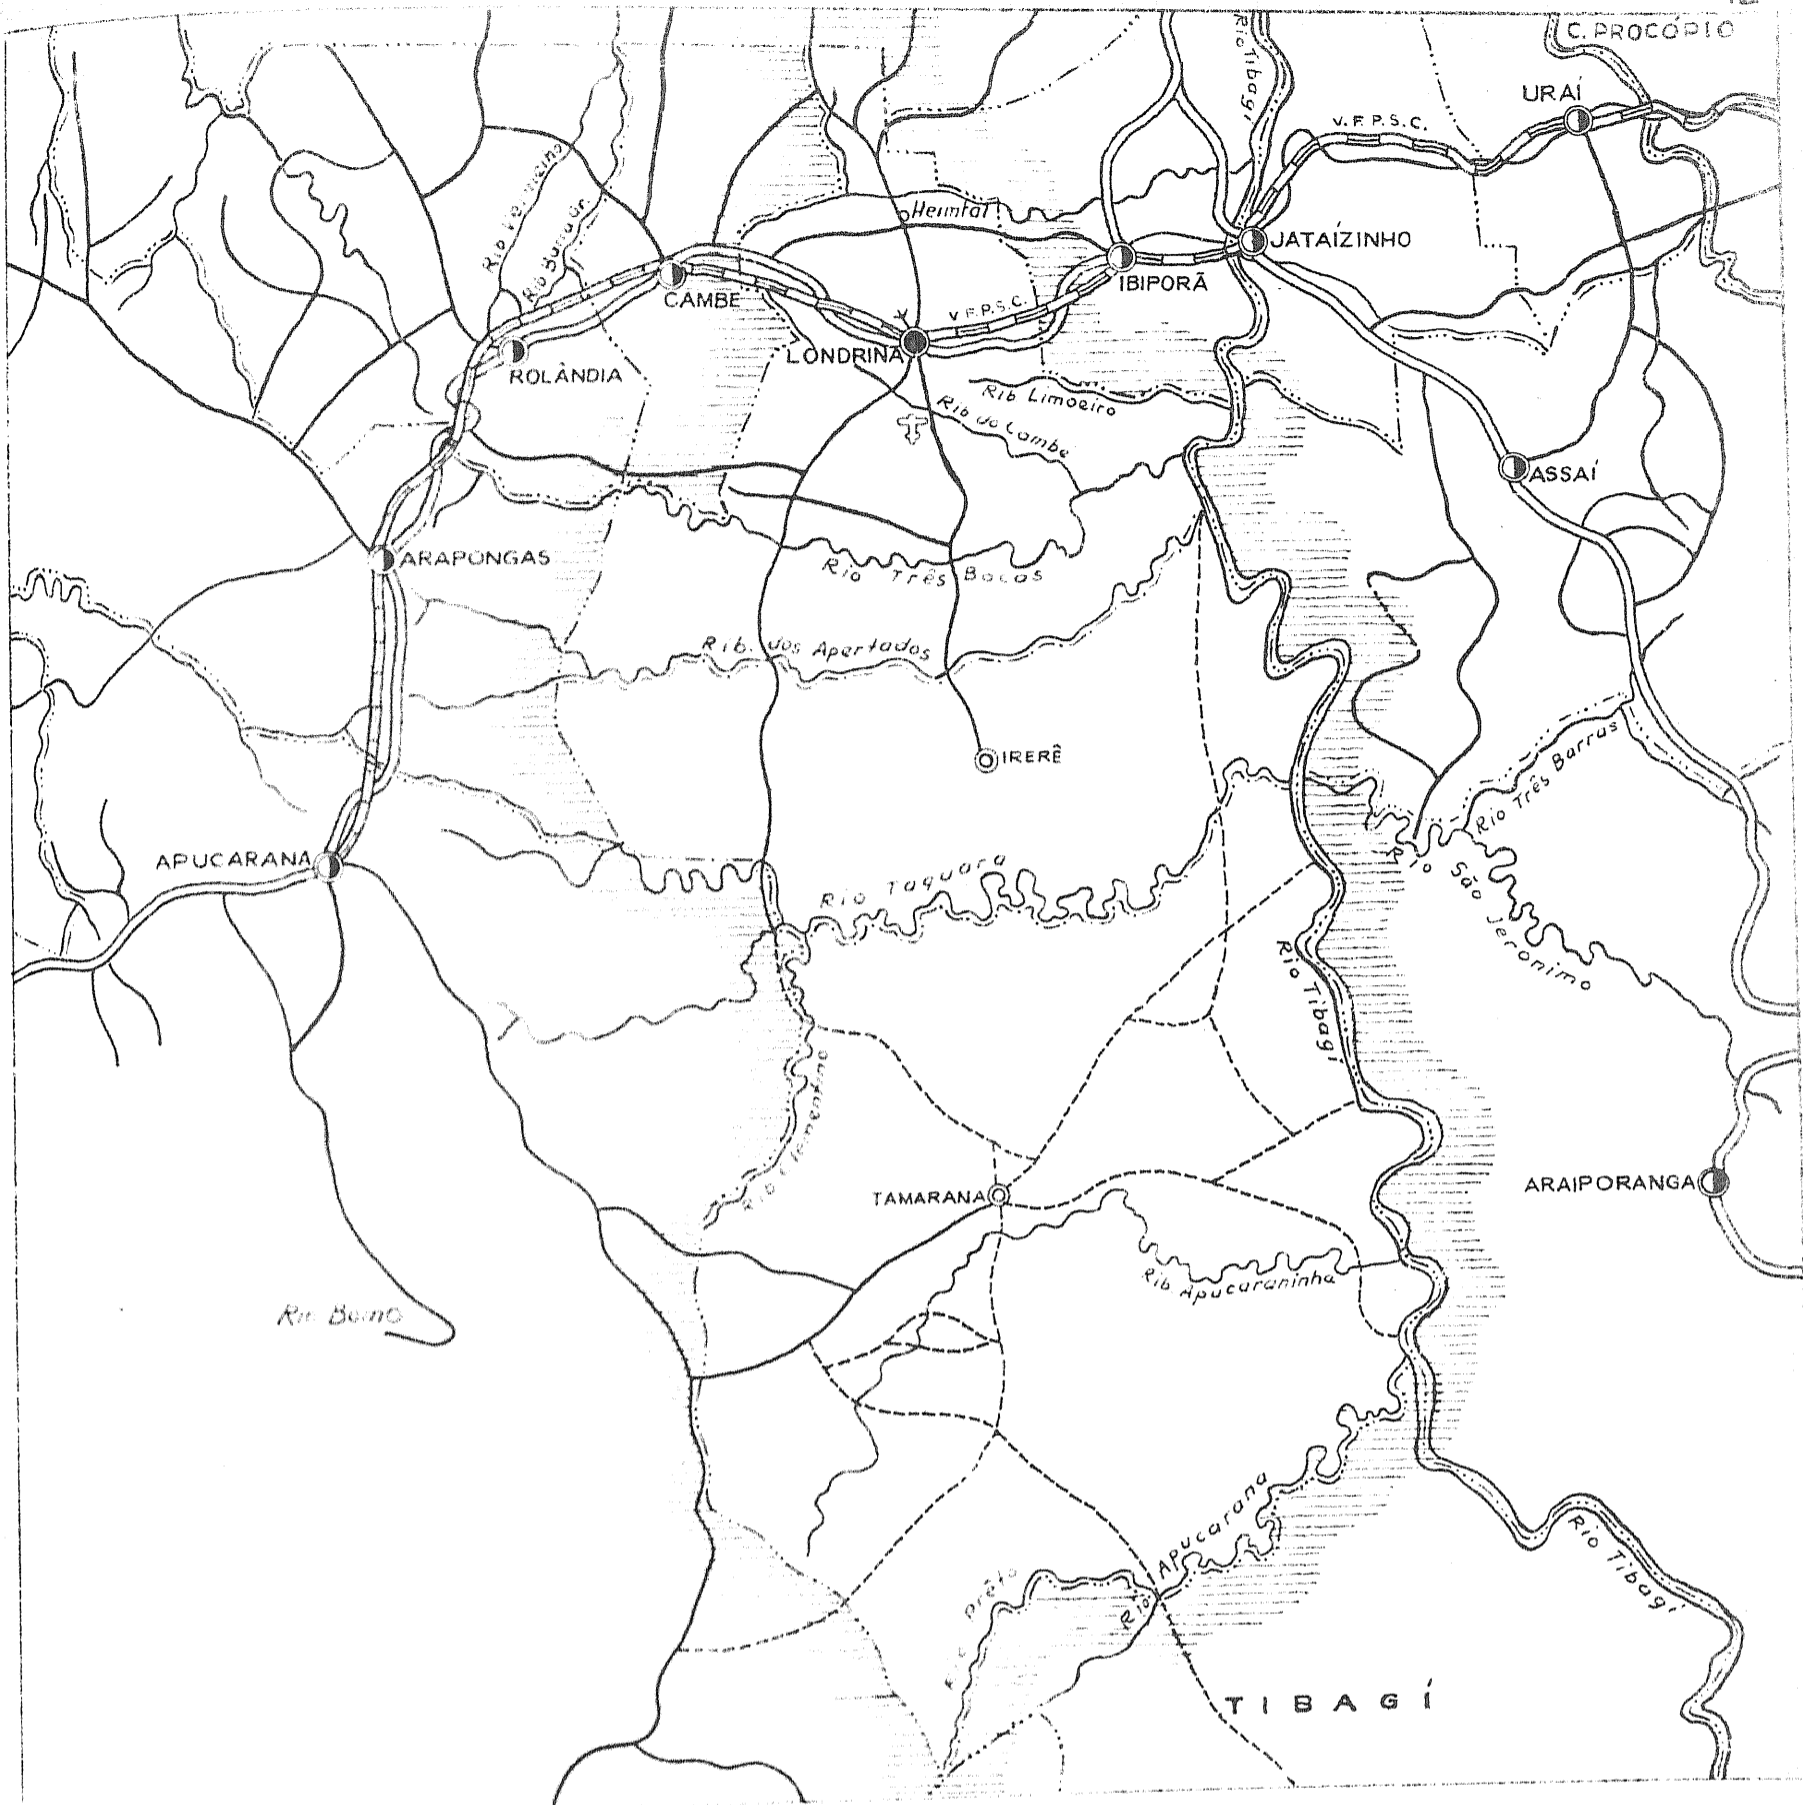 C. PROCÓPIO
Rio Tibagi
URAÍ
V. F. P. S. C.
Heimtal
JATAÍZINHO
IBIPORÃ
CAMBE
V F. P. S. C.
LONDRINA
ROLÂNDIA
Rib Limoeiro
Rib do Cambe
ASSAÍ
ARAPONGAS
Rio Três Bocas
Rib. dos Apertados
IRERÊ
Rio Três Barras
APUCARANA
Rio Taquara
Rio São Jeronimo
Rio Tibagi
TAMARANA
ARAIPORANGA
Rib Apucaraninha
Rio Apucarana
Rio Tibagi
Prêto
TIBAGÍ